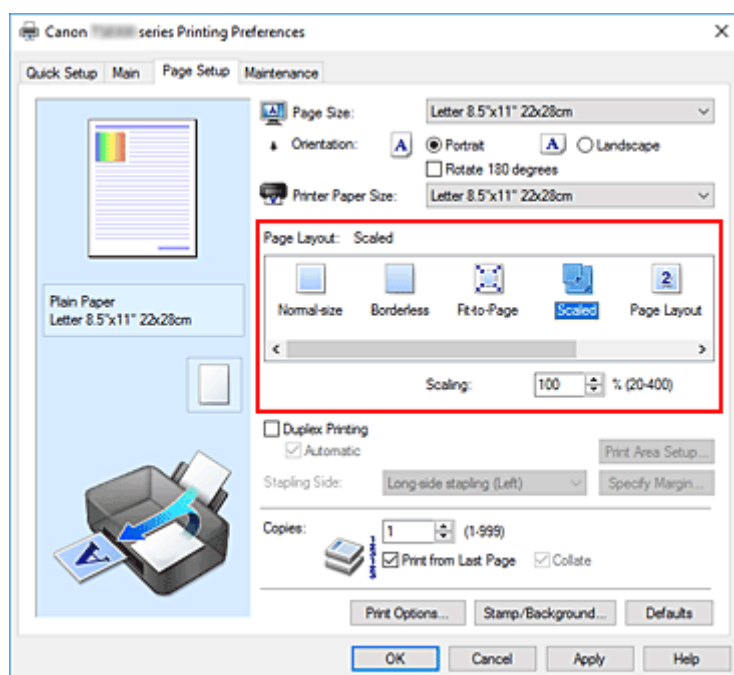 Canon series Printing Preferences
Quick Setup Main Page Setup Maintenance
Page Size: Letter 8.5"x11" 22x28cm
Orientation: A Portrait A Landscape
Rotate 180 degrees
Printer Paper Size: Letter 8.5"x11" 22x28cm
Page Layout: Scaled
2
Normal-size Borderless Fit-to-Page Scaled Page Layout
Scaling: 100 % (20-400)
Plain Paper
Letter 8.5"x11" 22x28cm
Duplex Printing
Automatic
Print Area Setup...
Stapling Side: Long-side stapling (Left) Specify Margin...
Copies: 1 (1-999)
Print from Last Page Collate
A
Print Options... Stamp/Background... Defaults
OK Cancel Apply Help